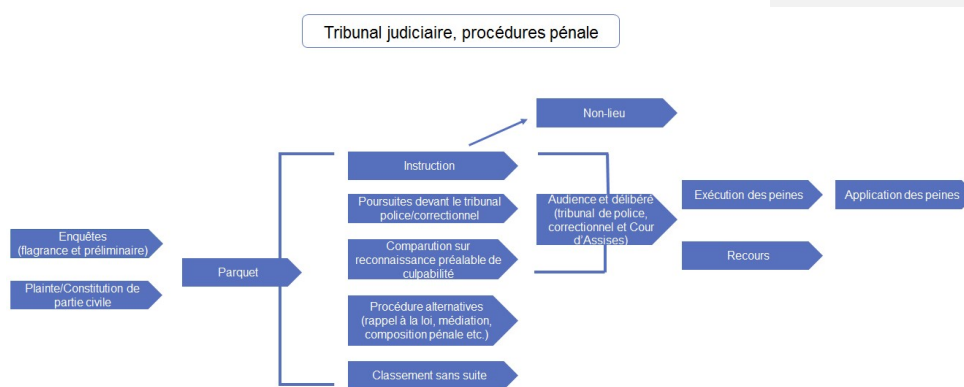 Tribunal judiciaire, procédures pénale
Non-lieu
Instruction
Poursuites devant le tribunal
police/correctionnel
Audience et délibéré
(tribunal de police,
correctionnel et Cour
d'Assises)
Exécution des peines
Application des peines
Enquêtes
(flagrance et préliminaire)
Comparution sur
reconnaissance préalable de
culpabilité
Recours
Parquet
Plainte/Constitution de
partie civile
Procédure alternatives
(rappel à la loi, médiation,
composition pénale etc.)
Classement sans suite